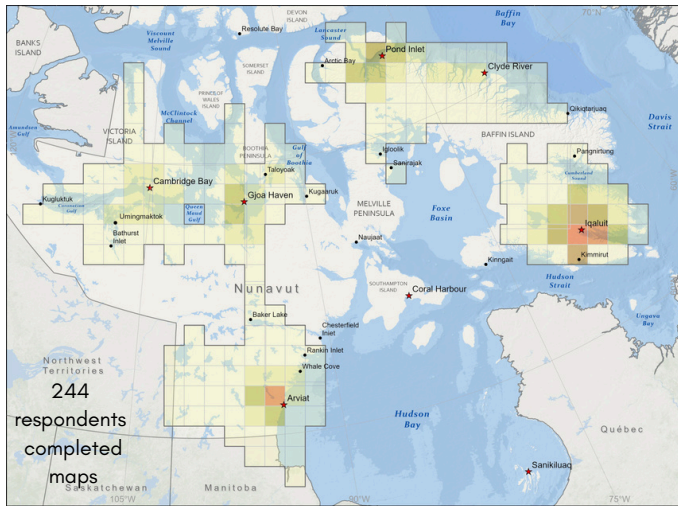 DEVON
ISLAND
Baffin
Bay
70°N
BANKS
ISLAND
Viscount
Melville
Sound
Resolute Bay
Lancaster
Sound
Pond Inlet
SOMERSET
ISLAND
Arctic Bay
Clyde River
PRINCE OF
WALES
ISLAND
McClintock
Channel
Amundsen
Gulf
VICTORIA
ISLAND
Qikiqtarjuaq
Davis
Strait
BAFFIN ISLAND
BOOTHIA
PENINSULA
Gulf
of
Boothia
Igloolik
Sanirajak
Pangnirtung
Cumberland
Sound
60°N
Taloyoak
Cambridge Bay
Gjoa Haven
Kugaaruk
Kugluktuk
Coronation
Gulf
Queen
Maud
Gulf
Umingmaktok
Bathurst
Inlet
MELVILLE
PENINSULA
Foxe
Basin
Iqaluit
Naujaat
Kinngait
Kimmirut
Hudson
Strait
Nunavut
SOUTHAMPTON
ISLAND
Coral Harbour
Ungava
Bay
Baker Lake
Chesterfield
Inlet
Rankin Inlet
Whale Cove
Northwest
Territories
244
respondents
completed
maps
Arviat
Hudson
Bay
Québec
Sanikiluaq
Saskatchewan
Manitoba
105°W
90°W
75°W